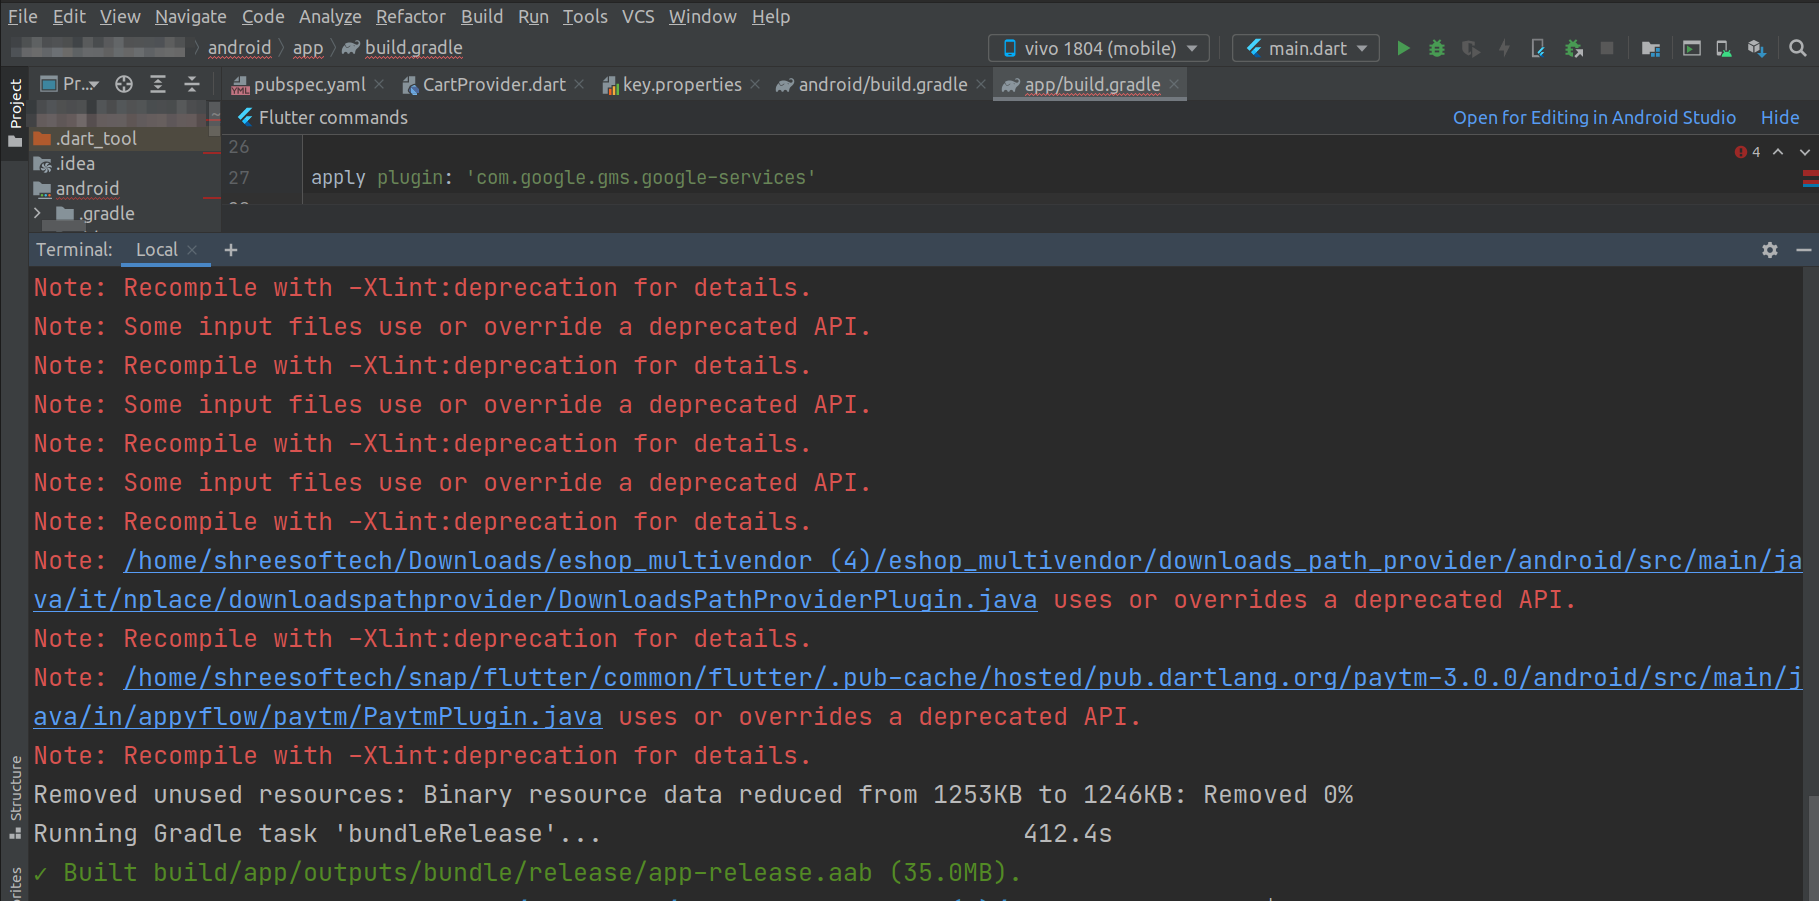 File Edit View Navigate Code Analyze Refactor Build Run Tools VCS Window Help
android app build.gradle vivo 1804 (mobile) main.dart
Project Pr... pubspec.yaml CartProvider.dart key.properties android/build.gradle app/build.gradle
Flutter commands Open for Editing in Android Studio Hide
.dart_tool
.idea
android
.gradle
26
4
27 apply plugin: 'com.google.gms.google-services'
Terminal: Local +
Note: Recompile with -Xlint:deprecation for details.
Note: Some input files use or override a deprecated API.
Note: Recompile with -Xlint:deprecation for details.
Note: Some input files use or override a deprecated API.
Note: Recompile with -Xlint:deprecation for details.
Note: Some input files use or override a deprecated API.
Note: Recompile with -Xlint:deprecation for details.
Note: /home/shreesoftech/Downloads/eshop_multivendor (4)/eshop_multivendor/downloads_path_provider/android/src/main/ja
va/it/nplace/downloadspathprovider/DownloadsPathProviderPlugin.java uses or overrides a deprecated API.
Note: Recompile with -Xlint:deprecation for details.
Note: /home/shreesoftech/snap/flutter/common/flutter/.pub-cache/hosted/pub.dartlang.org/paytm-3.0.0/android/src/main/j
ava/in/appyflow/paytm/PaytmPlugin.java uses or overrides a deprecated API.
Note: Recompile with -Xlint:deprecation for details.
Removed unused resources: Binary resource data reduced from 1253KB to 1246KB: Removed 0%
Running Gradle task 'bundleRelease'... 412.4s
✓ Built build/app/outputs/bundle/release/app-release.aab (35.0MB).
Structure